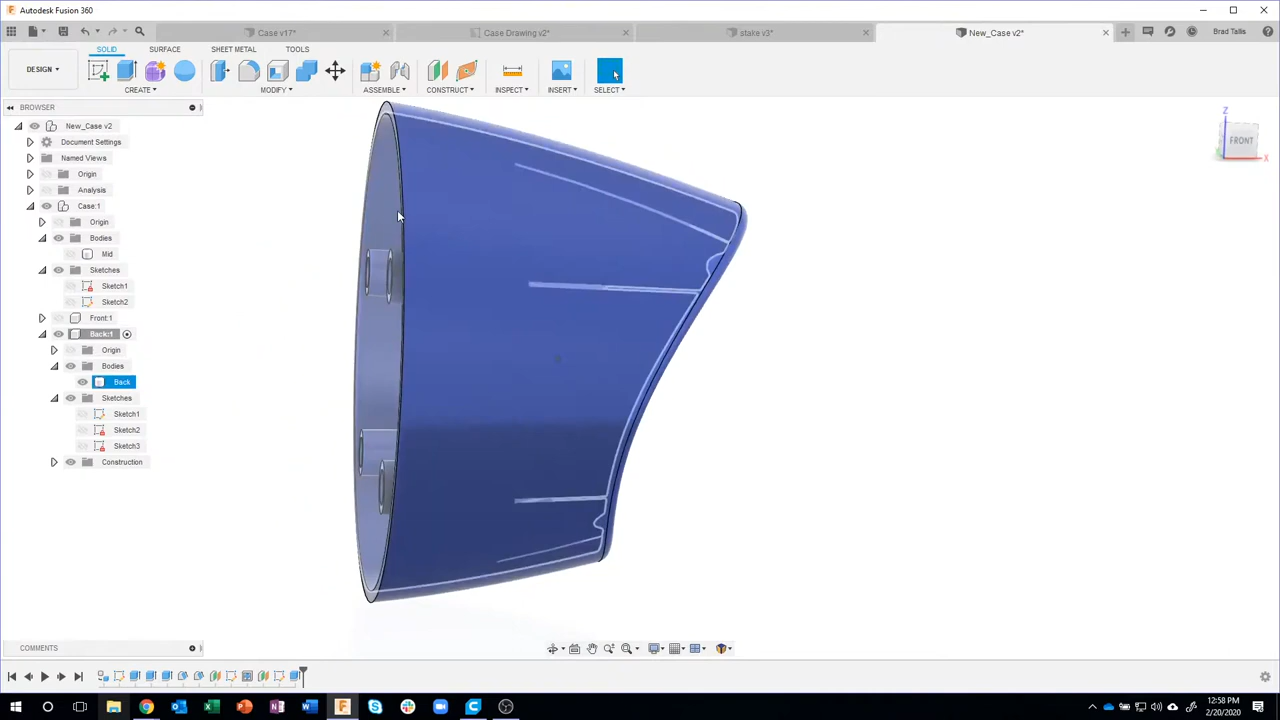 Autodesk Fusion 360
Case v17*
Case Drawing v2*
stake v3*
New_Case v2*
Brad Tallis
SOLID
SURFACE
SHEET METAL
TOOLS
DESIGN
CREATE
MODIFY
ASSEMBLE
CONSTRUCT
INSPECT
INSERT
SELECT
BROWSER
New_Case v2
Document Settings
Named Views
Origin
Analysis
Case:1
Origin
Bodies
Mid
Sketches
Sketch1
Sketch2
Front:1
Back:1
Origin
Bodies
Back
Sketches
Sketch1
Sketch2
Sketch3
Construction
Z
FRONT
X
COMMENTS
12:58 PM
2/20/2020